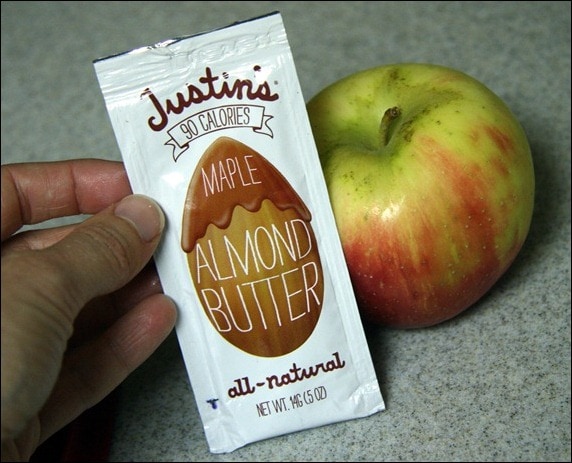 Justin's®
90 CALORIES
MAPLE
ALMOND
BUTTER
all-natural
NET WT. 14G (.5 OZ)